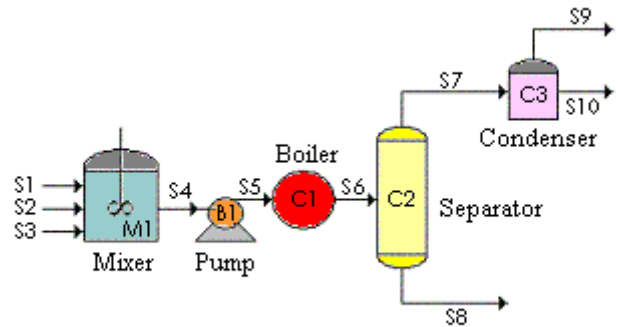 S9
S7
C3
S10
Condenser
Boiler
S1
S4
S5
C1
S6
C2
Separator
S2
B1
S3
M1
Mixer
Pump
S8